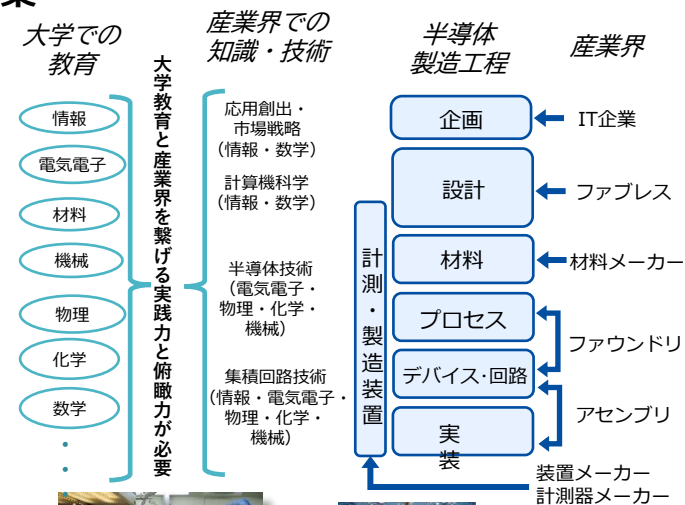 業
大学での
教育
情報
電気電子
材料
機械
物理
化学
数学
・
・
・
大学教育と産業界を繋げる実践力と俯瞰力が必要
産業界での
知識・技術
応用創出・
市場戦略
（情報・数学）
計算機科学
（情報・数学）
半導体技術
（電気電子・
物理・化学・
機械）
集積回路技術
（情報・電気電子・
物理・化学・
機械）
半導体
製造工程
企画
設計
材料
プロセス
デバイス・回路
実
装
計測・製造装置
産業界
IT企業
ファブレス
材料メーカー
ファウンドリ
アセンブリ
装置メーカー
計測器メーカー